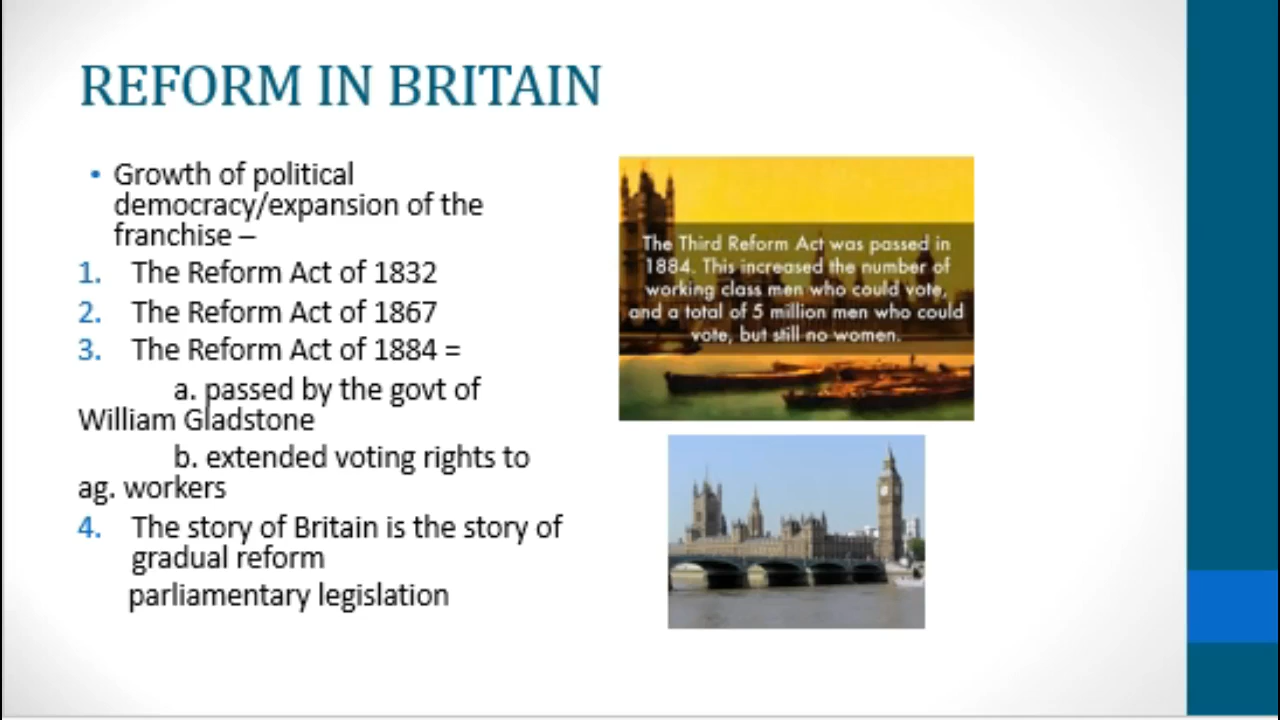 REFORM IN BRITAIN
• Growth of political
democracy/expansion of the
franchise –
1. The Reform Act of 1832
2. The Reform Act of 1867
3. The Reform Act of 1884 =
a. passed by the govt of
William Gladstone
b. extended voting rights to
ag. workers
4. The story of Britain is the story of
gradual reform
parliamentary legislation
The Third Reform Act was passed in
1884. This increased the number of
working class men who could vote,
and a total of 5 million men who could
vote, but still no women.